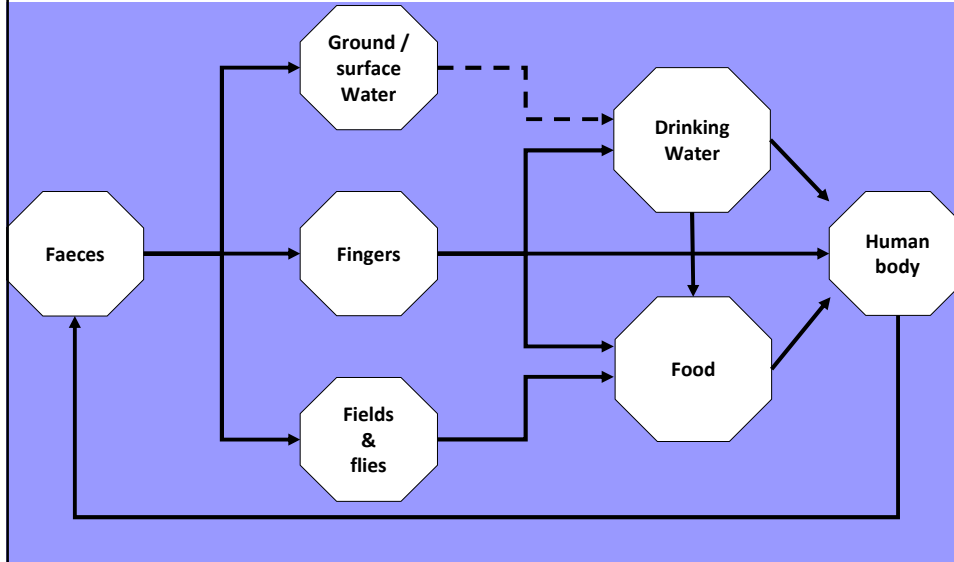 Ground /
surface
Water
Drinking
Water
Faeces
Fingers
Human
body
Food
Fields
&
flies